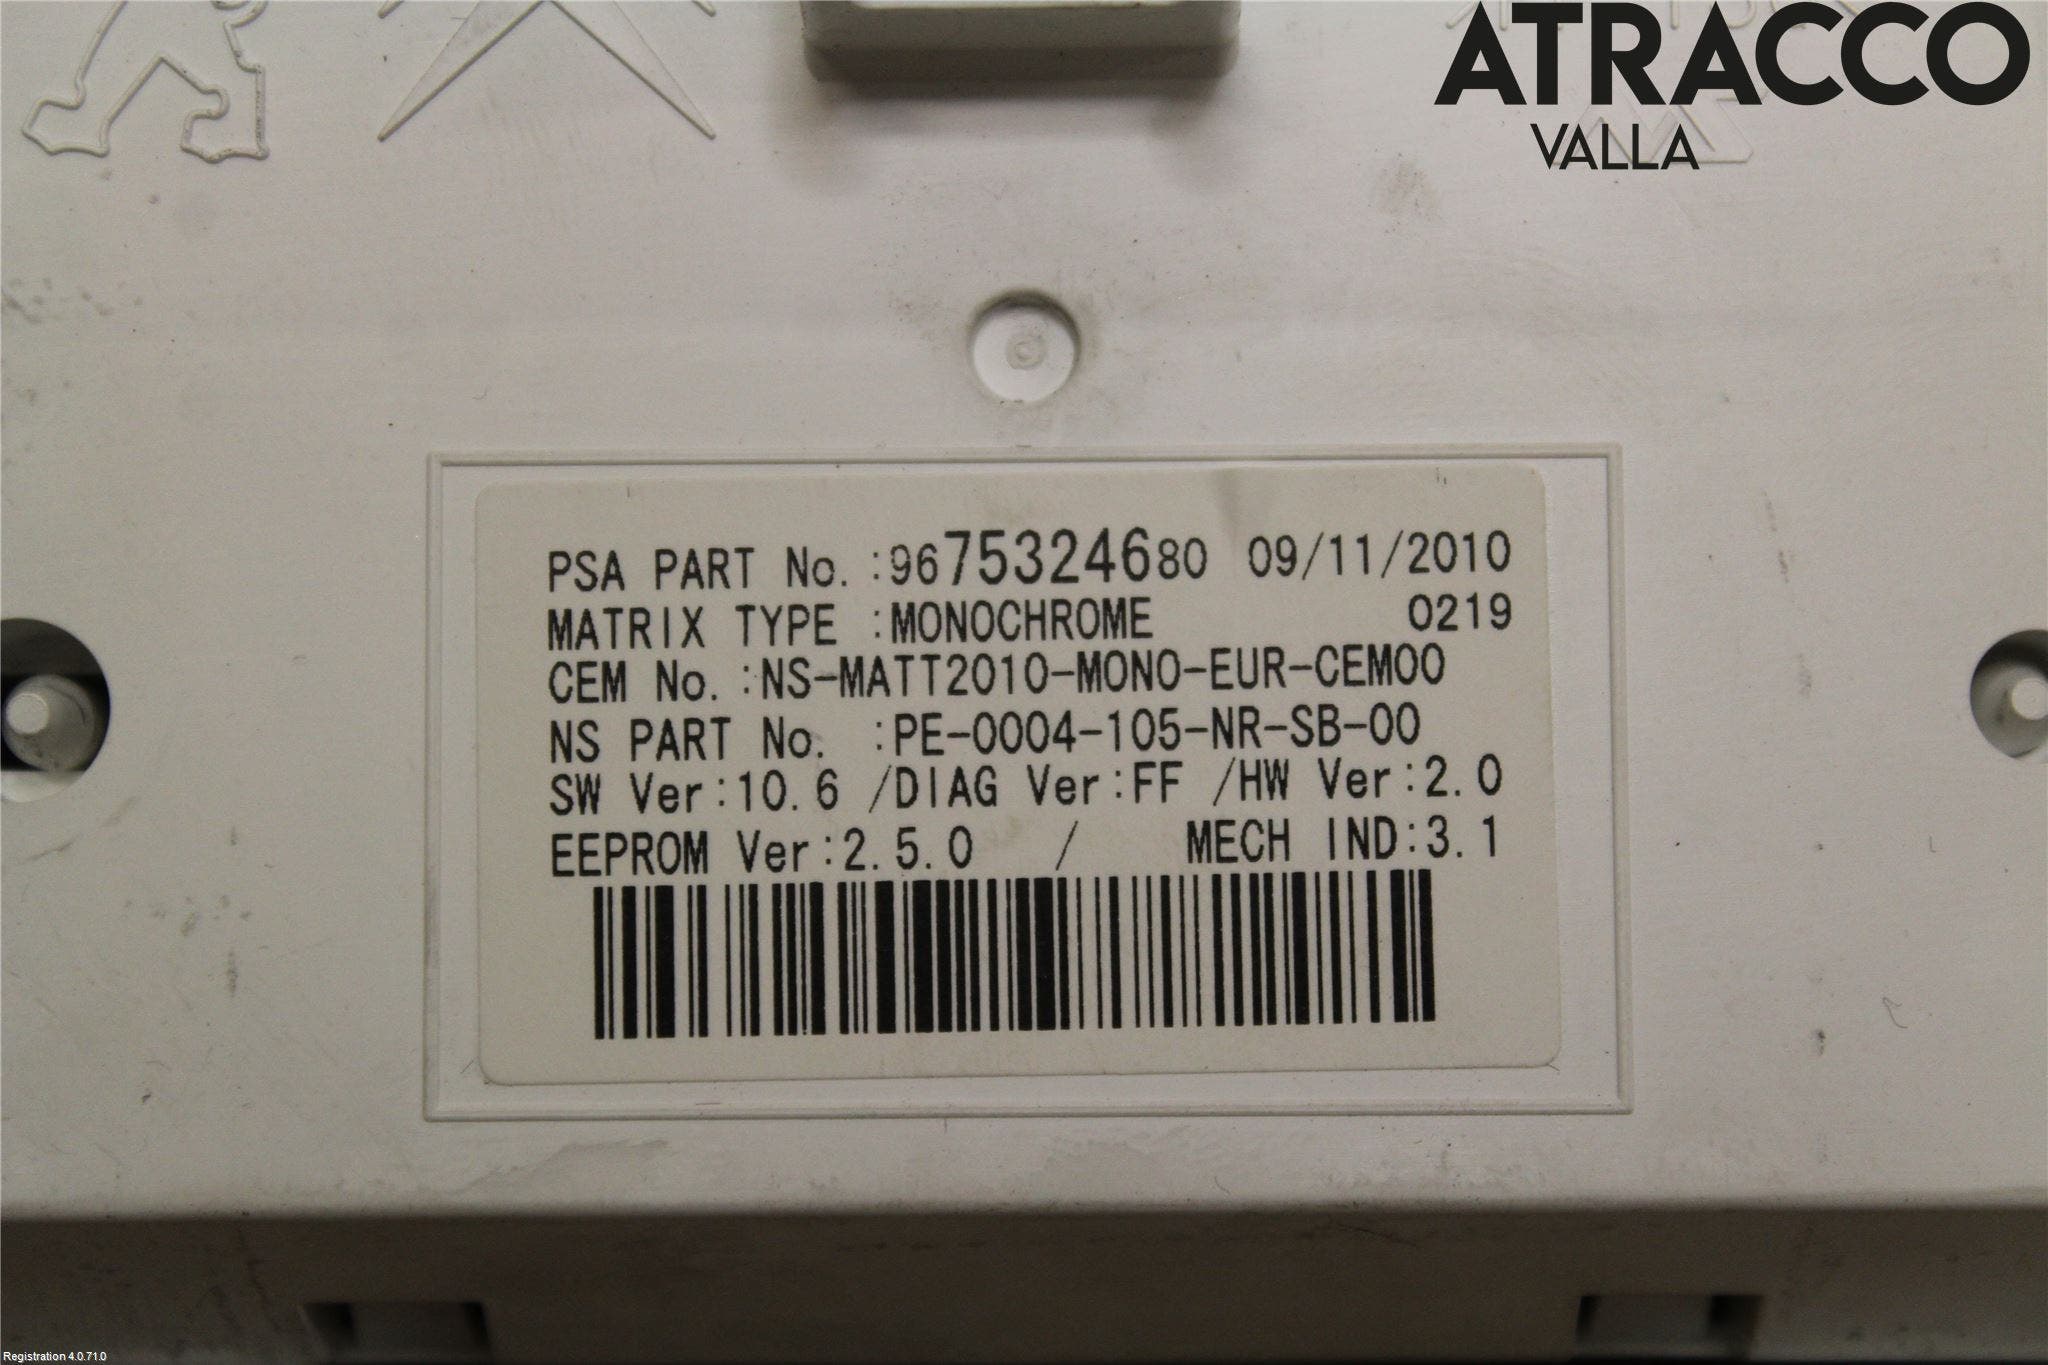 ATRACCO
VALLA
PSA PART No. :9675324680 09/11/2010
MATRIX TYPE :MONOCHROME 0219
CEM No. :NS-MATT2010-MONO-EUR-CEM00
NS PART No. :PE-0004-105-NR-SB-00
SW Ver:10.6 /DIAG Ver:FF /HW Ver:2.0
EEPROM Ver:2.5.0 / MECH IND:3.1
Registration 4.0.71.0